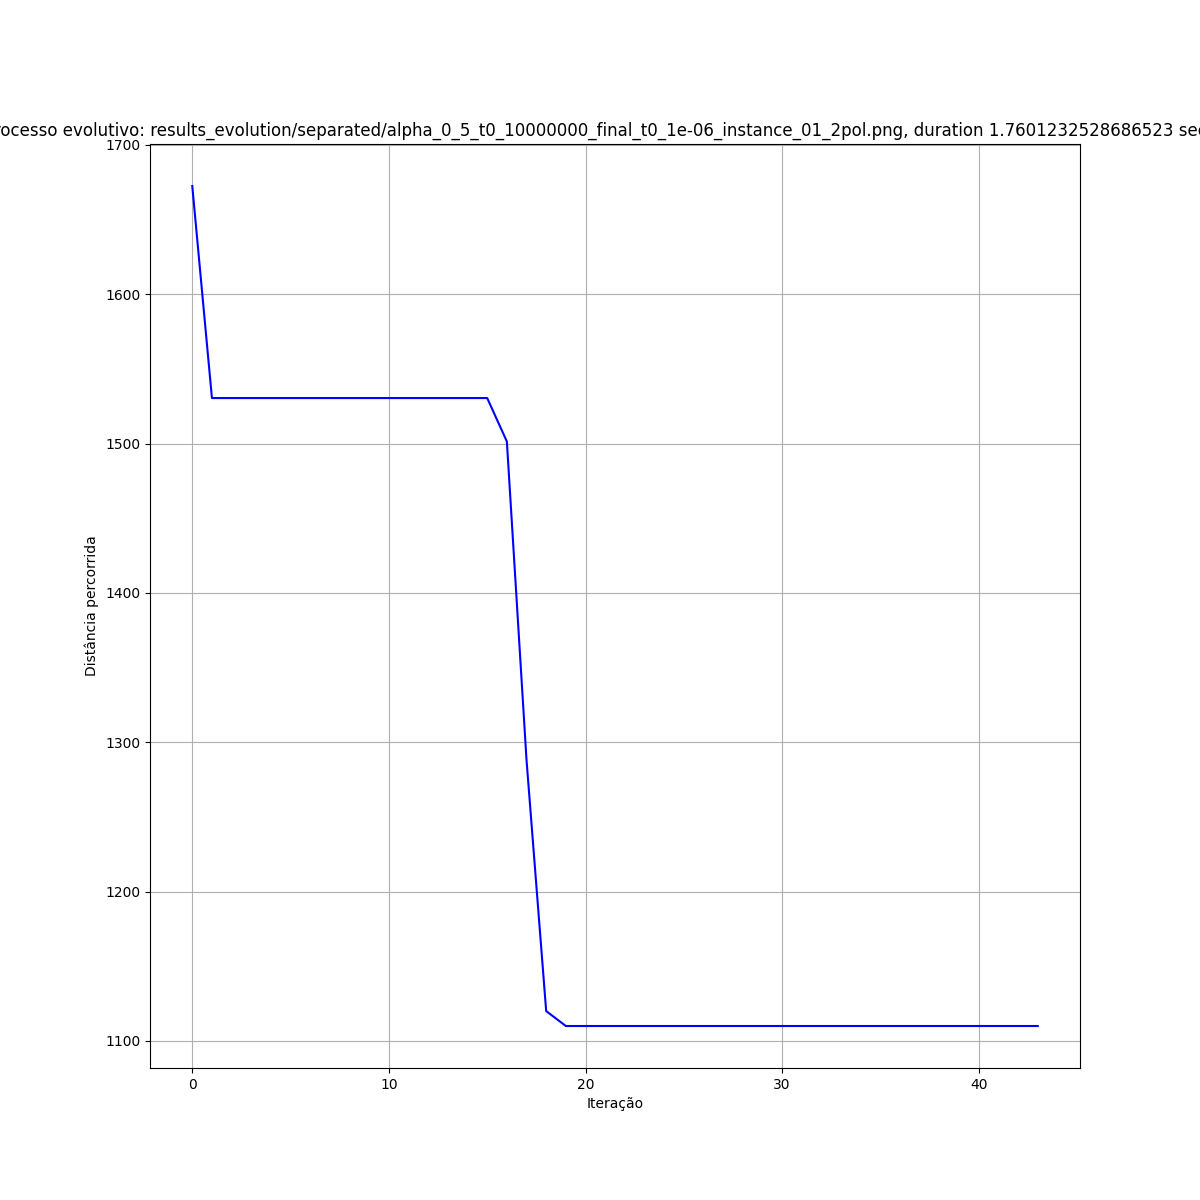 ocesso evolutivo: results_evolution/separated/alpha_0_5_t0_10000000_final_t0_1e-06_instance_01_2pol.png, duration 1.7601232528686523 se
1700
1600
1500
1400
1300
1200
1100
Distância percorrida
0 10 20 30 40
Iteração